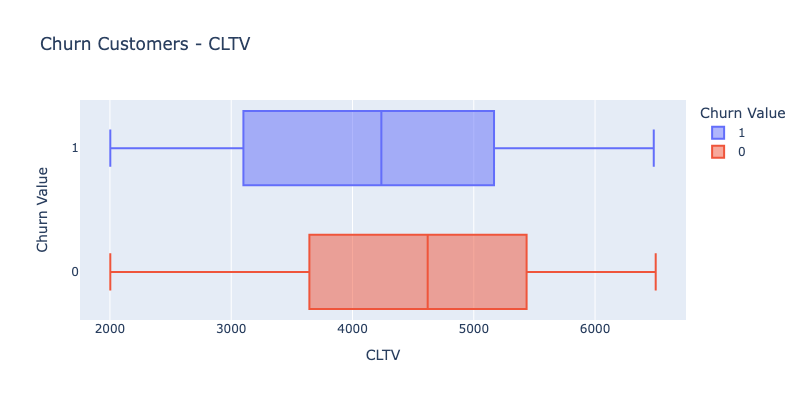 Churn Customers - CLTV
Churn Value
1
0
1
0
Churn Value
2000
3000
4000
5000
6000
CLTV